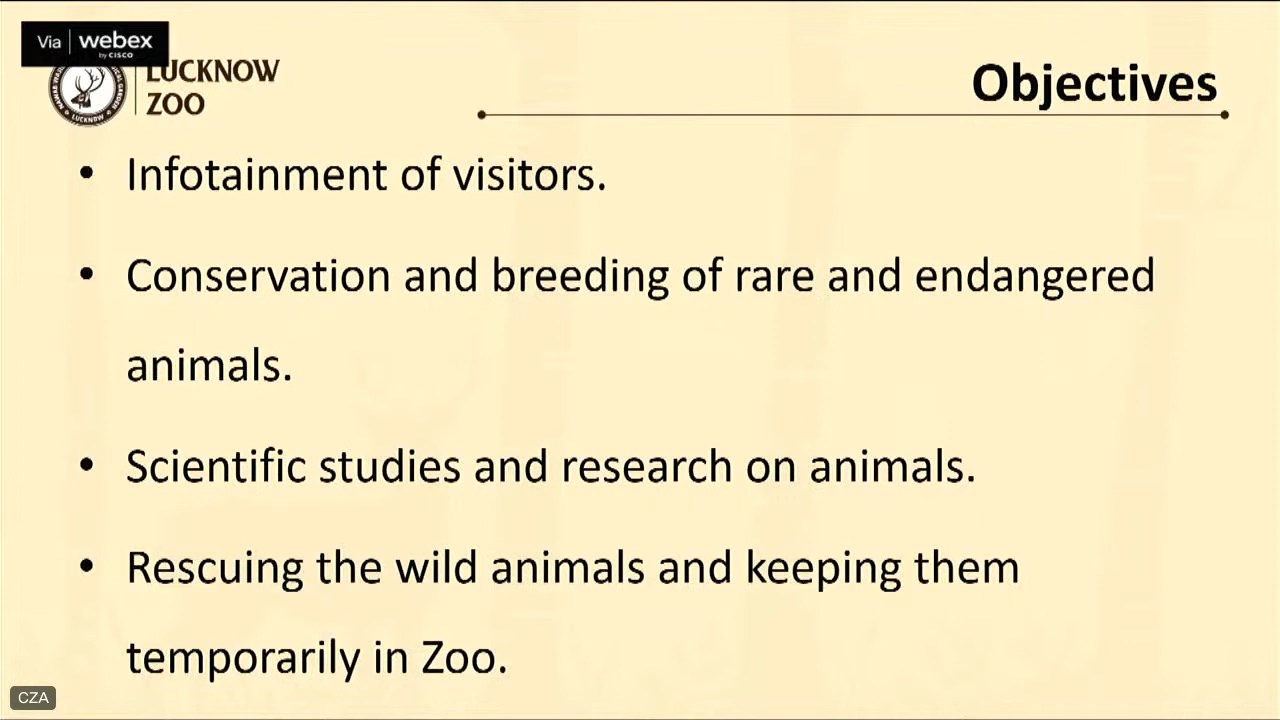 Via webex
by CISCO
LUCKNOW
ZOO
LUCKNOW
Objectives
• Infotainment of visitors.
• Conservation and breeding of rare and endangered
animals.
• Scientific studies and research on animals.
• Rescuing the wild animals and keeping them
temporarily in Zoo.
CZA